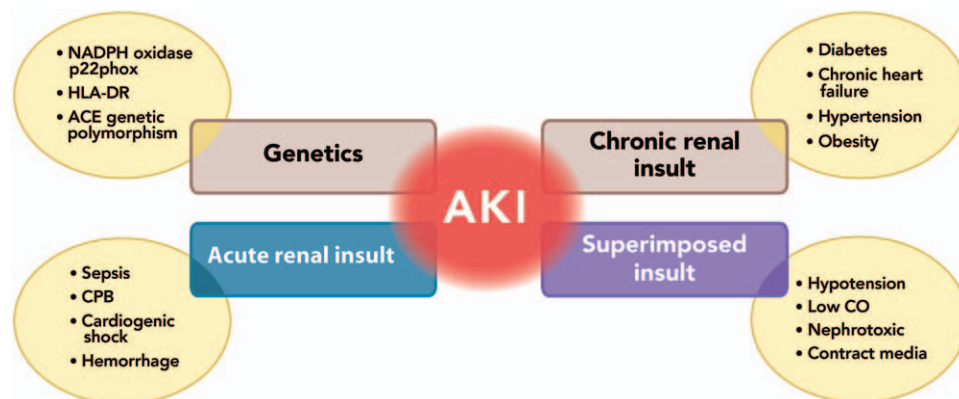 • NADPH oxidase
p22phox
• HLA-DR
• ACE genetic
polymorphism
Genetics
• Diabetes
• Chronic heart
failure
• Hypertension
• Obesity
Chronic renal
insult
AKI
Acute renal insult
• Sepsis
• CPB
• Cardiogenic
shock
• Hemorrhage
Superimposed
insult
• Hypotension
• Low CO
• Nephrotoxic
• Contract media